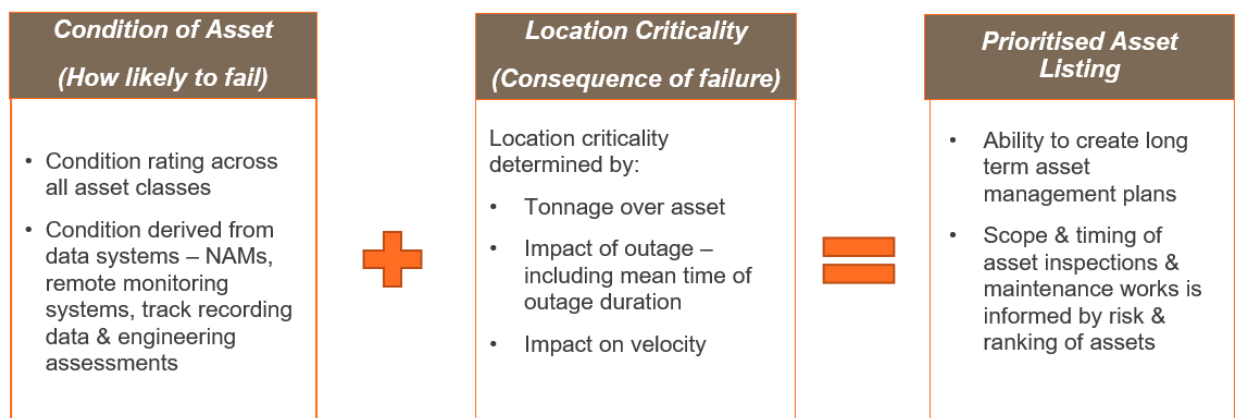 Condition of Asset
(How likely to fail)
• Condition rating across
all asset classes
• Condition derived from
data systems – NAMs,
remote monitoring
systems, track recording
data & engineering
assessments
Location Criticality
(Consequence of failure)
Location criticality
determined by:
• Tonnage over asset
• Impact of outage –
including mean time of
outage duration
• Impact on velocity
Prioritised Asset
Listing
• Ability to create long
term asset
management plans
• Scope & timing of
asset inspections &
maintenance works is
informed by risk &
ranking of assets